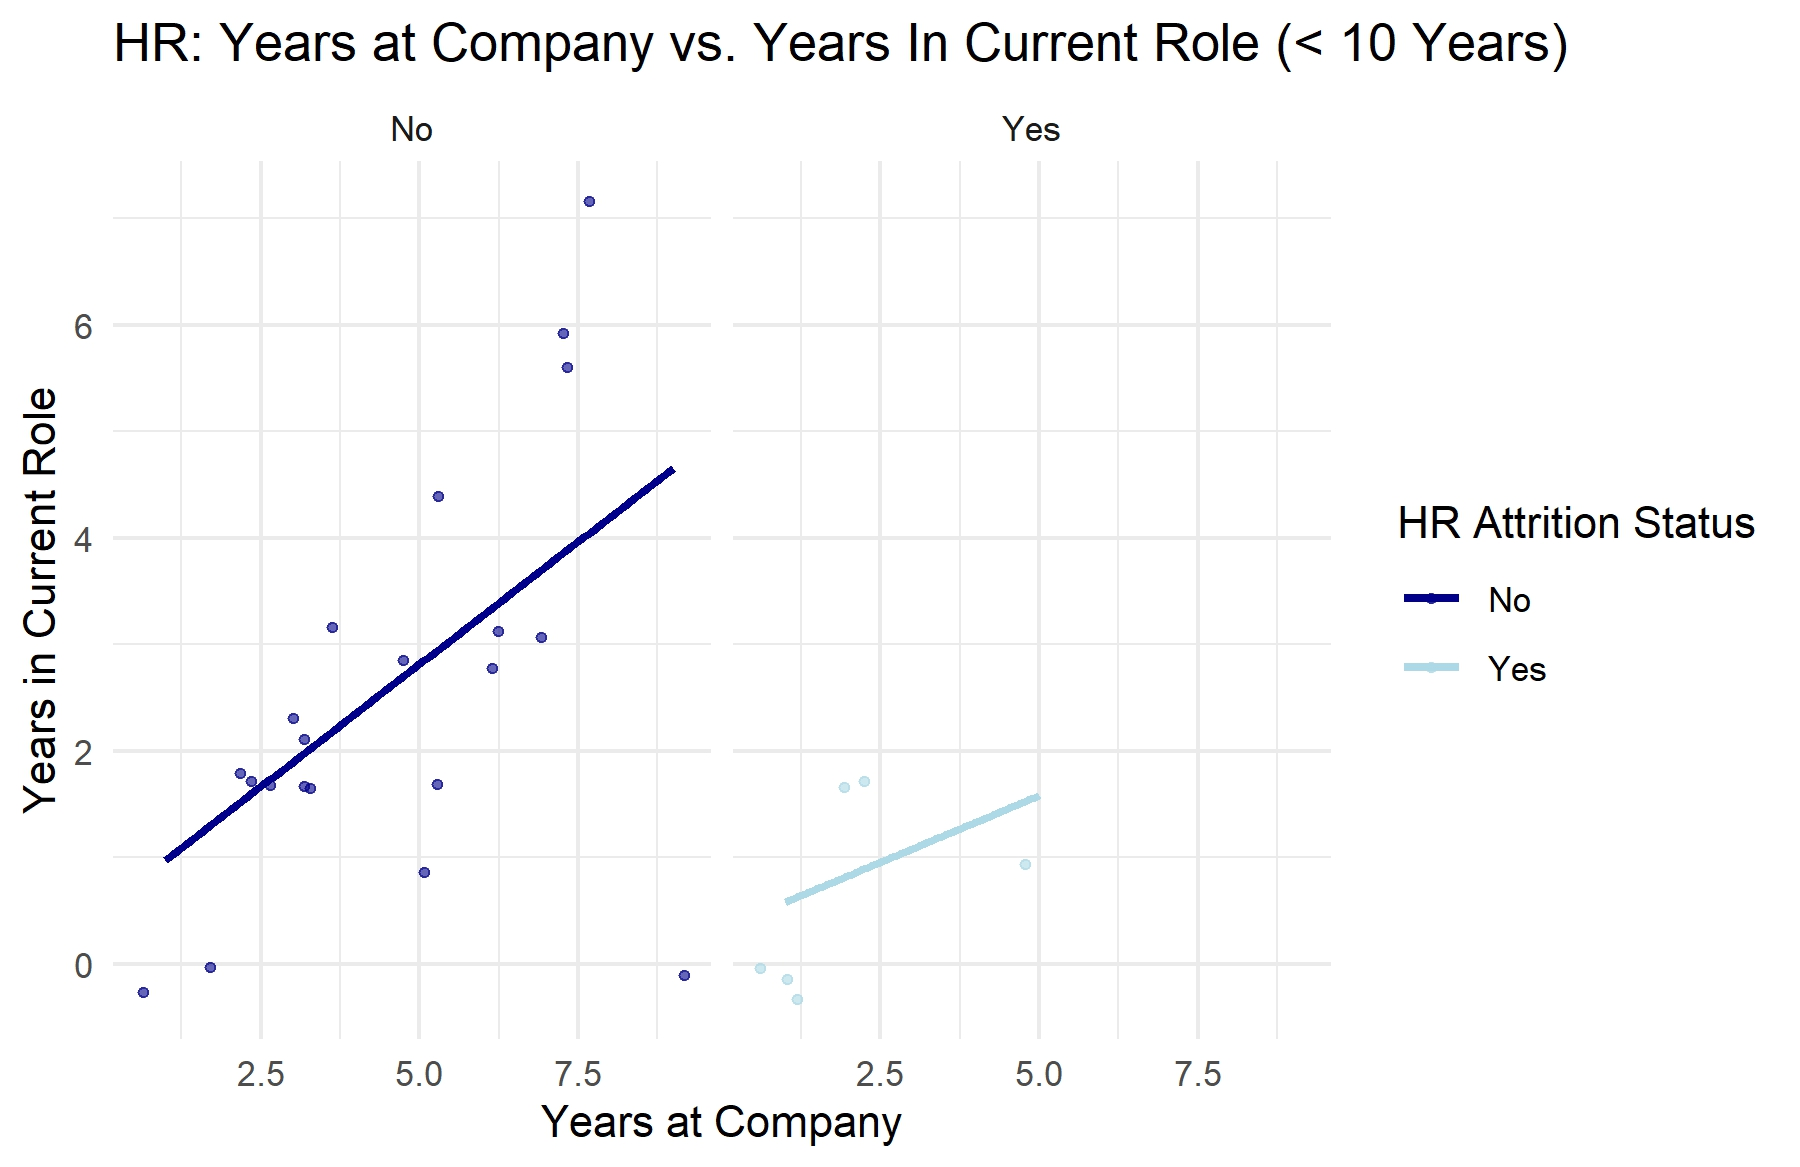 HR: Years at Company vs. Years In Current Role (< 10 Years)
No
Yes
6
4
2
0
Years in Current Role
2.5
5.0
7.5
2.5
5.0
7.5
Years at Company
HR Attrition Status
No
Yes